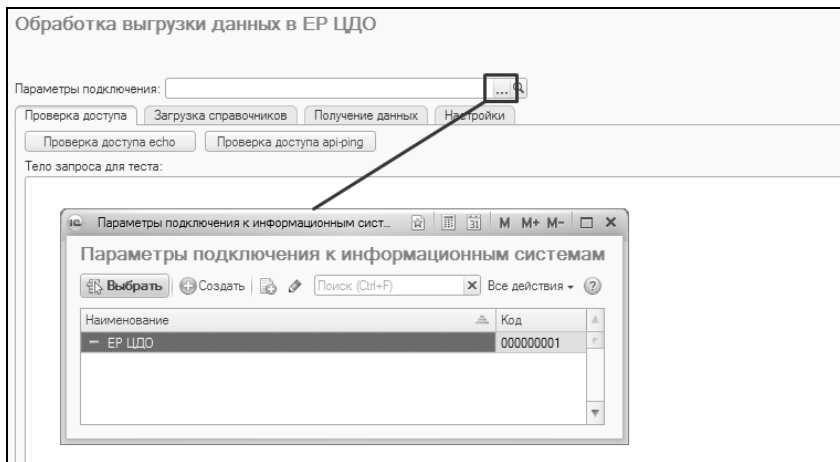 Обработка выгрузки данных в ЕР ЦДО
Параметры подключения: ...
Проверка доступа Загрузка справочников Получение данных Настройки
Проверка доступа echo Проверка доступа api-ping
Тело запроса для теста:
1С Параметры подключения к информационным сист... 31 M M+ M-
Параметры подключения к информационным системам
Выбрать Создать Поиск (Ctrl+F) Все действия ?
Наименование Код
ЕР ЦДО 000000001